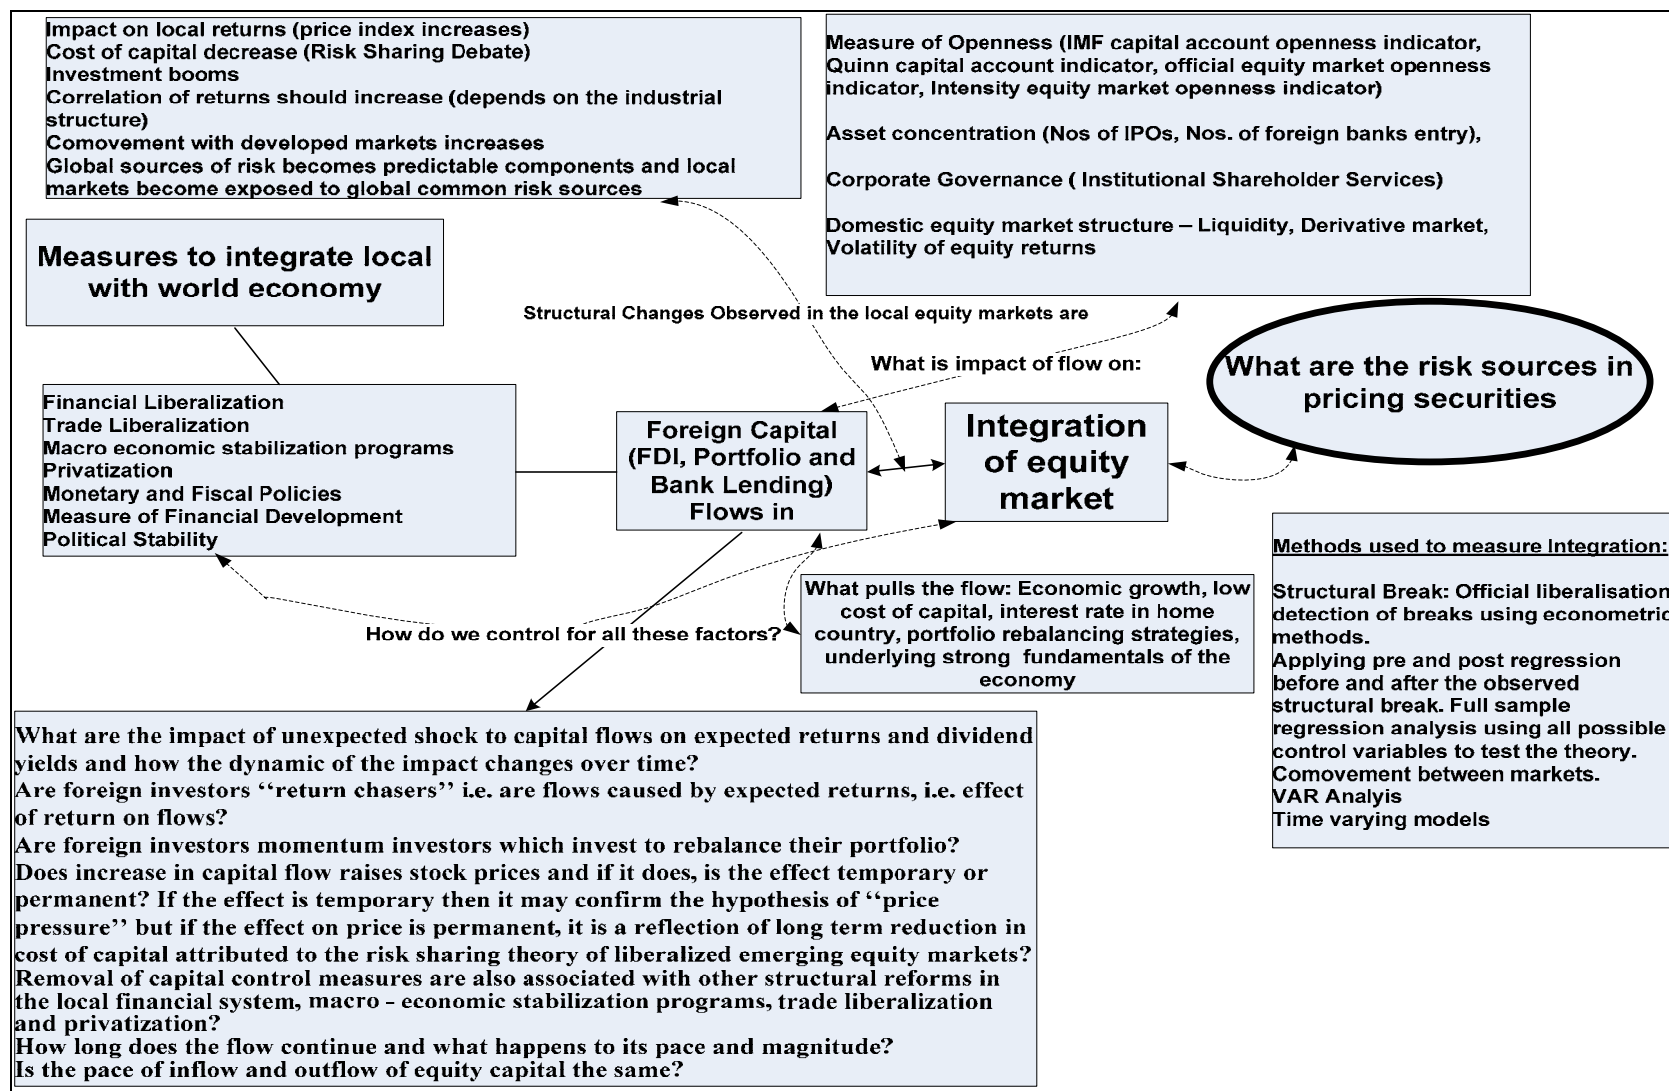 Impact on local returns (price index increases)
Cost of capital decrease (Risk Sharing Debate)
Investment booms
Correlation of returns should increase (depends on the industrial
structure)
Comovement with developed markets increases
Global sources of risk becomes predictable components and local
markets become exposed to global common risk sources
Measure of Openness (IMF capital account openness indicator,
Quinn capital account indicator, official equity market openness
indicator, Intensity equity market openness indicator)
Asset concentration (Nos of IPOs, Nos. of foreign banks entry),
Corporate Governance ( Institutional Shareholder Services)
Domestic equity market structure – Liquidity, Derivative market,
Volatility of equity returns
Measures to integrate local
with world economy
Structural Changes Observed in the local equity markets are
What is impact of flow on:
What are the risk sources in
pricing securities
Financial Liberalization
Trade Liberalization
Macro economic stabilization programs
Privatization
Monetary and Fiscal Policies
Measure of Financial Development
Political Stability
Foreign Capital
(FDI, Portfolio and
Bank Lending)
Flows in
Integration
of equity
market
How do we control for all these factors?
What pulls the flow: Economic growth, low
cost of capital, interest rate in home
country, portfolio rebalancing strategies,
underlying strong fundamentals of the
economy
Methods used to measure Integration:
Structural Break: Official liberalisation
detection of breaks using econometric
methods.
Applying pre and post regression
before and after the observed
structural break. Full sample
regression analysis using all possible
control variables to test the theory.
Comovement between markets.
VAR Analyis
Time varying models
What are the impact of unexpected shock to capital flows on expected returns and dividend
yields and how the dynamic of the impact changes over time?
Are foreign investors ‘‘return chasers’’ i.e. are flows caused by expected returns, i.e. effect
of return on flows?
Are foreign investors momentum investors which invest to rebalance their portfolio?
Does increase in capital flow raises stock prices and if it does, is the effect temporary or
permanent? If the effect is temporary then it may confirm the hypothesis of ‘‘price
pressure’’ but if the effect on price is permanent, it is a reflection of long term reduction in
cost of capital attributed to the risk sharing theory of liberalized emerging equity markets?
Removal of capital control measures are also associated with other structural reforms in
the local financial system, macro - economic stabilization programs, trade liberalization
and privatization?
How long does the flow continue and what happens to its pace and magnitude?
Is the pace of inflow and outflow of equity capital the same?